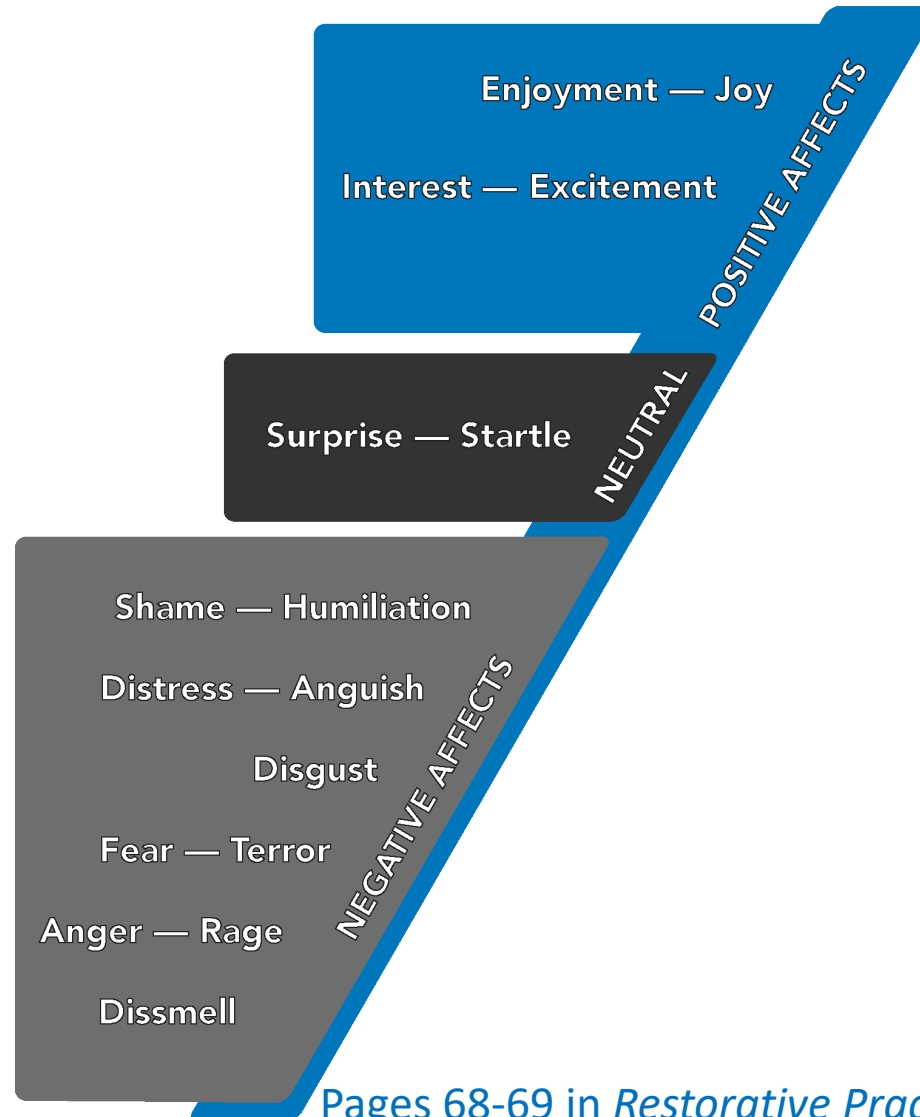 Enjoyment — Joy
Interest — Excitement
POSITIVE AFFECTS
Surprise — Startle
NEUTRAL
Shame — Humiliation
Distress — Anguish
Disgust
Fear — Terror
Anger — Rage
Dissmell
NEGATIVE AFFECTS
Pages 68-69 in Restorative